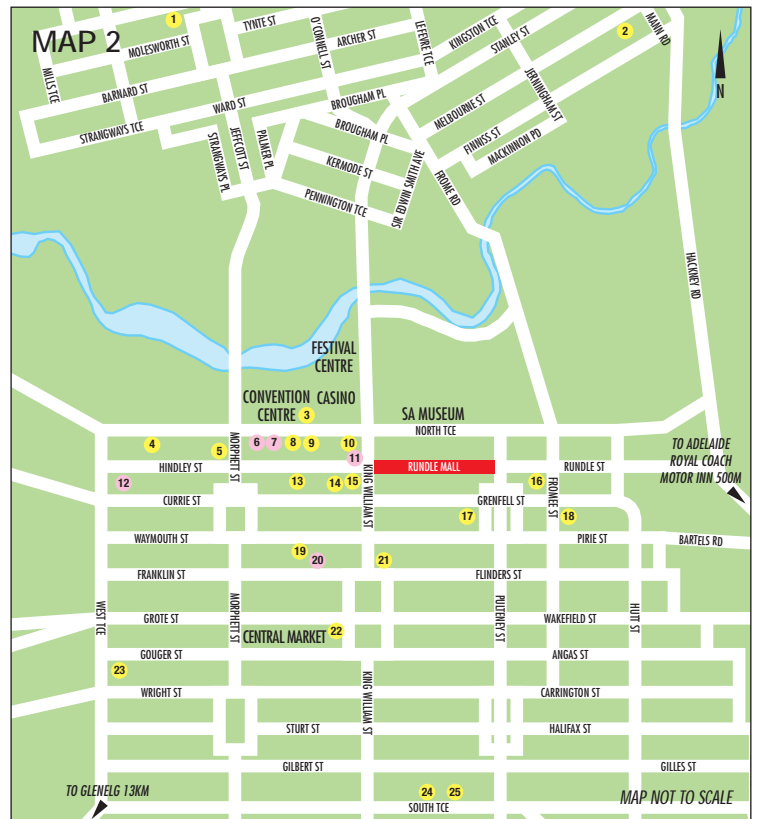 MAP 2
1
TYNTE ST
O'CONNELL ST
LEFEVRE TCE
KINGSTON TCE
2
MANN RD
MOLESWORTH ST
ARCHER ST
STANLEY ST
MILLS TCE
BARNARD ST
WARD ST
BROUGHAM PL
JERNINGHAM ST
N
STRANGWAYS TCE
STRANGWAYS PL
JEFFCOTT ST
PALMER PL
BROUGHAM PL
MELBOURNE ST
FINNISS ST
MACKINNON PD
KERMODE ST
PENNINGTON TCE
SIR EDWIN SMITH AVE
FROME RD
HACKNEY RD
FESTIVAL
CENTRE
CONVENTION
CENTRE
CASINO
3
SA MUSEUM
NORTH TCE
4
5
MORPHETT ST
6
7
8
9
10
11
HINDLEY ST
KING WILLIAM ST
RUNDLE MALL
RUNDLE ST
TO ADELAIDE
ROYAL COACH
MOTOR INN 500M
12
13
14
15
16
FROME ST
CURRIE ST
GRENFELL ST
17
18
WAYMOUTH ST
PIRIE ST
BARTELS RD
19
20
21
FRANKLIN ST
FLINDERS ST
WEST TCE
MORPHETT ST
PULTENEY ST
HUTT ST
GROTE ST
WAKEFIELD ST
CENTRAL MARKET
22
GOUGER ST
ANGAS ST
23
KING WILLIAM ST
WRIGHT ST
CARRINGTON ST
STURT ST
HALIFAX ST
GILBERT ST
GILLES ST
TO GLENELG 13KM
24
25
MAP NOT TO SCALE
SOUTH TCE